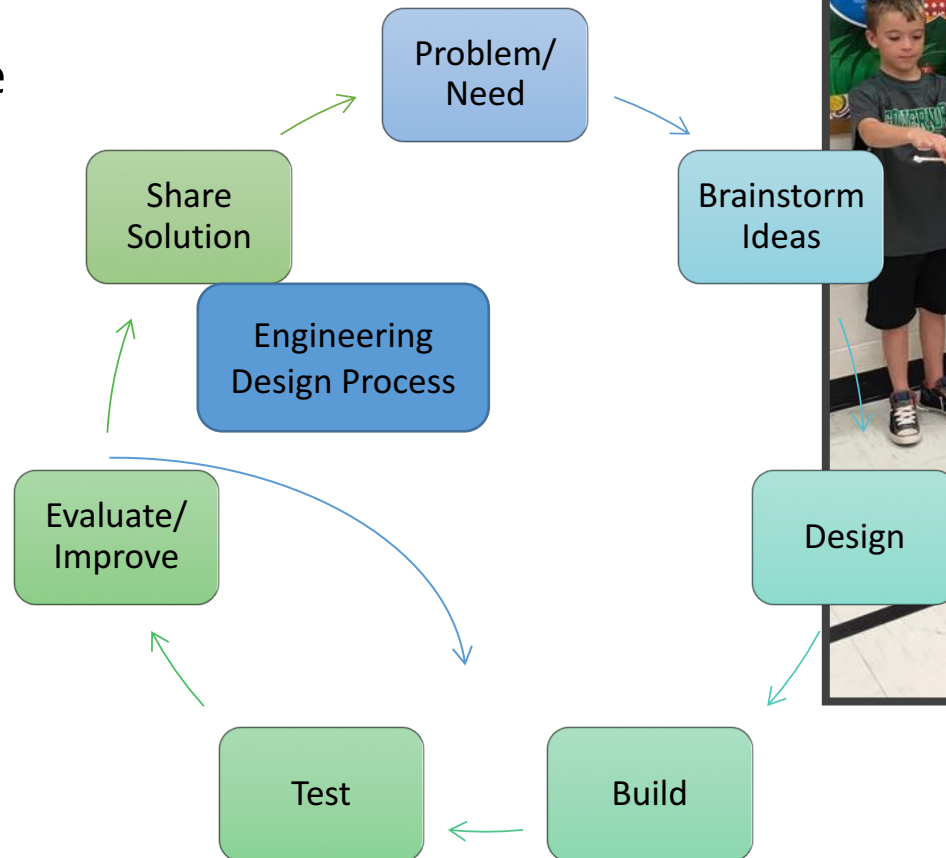 e
Problem/
Need
Brainstorm
Ideas
Design
Build
Test
Evaluate/
Improve
Share
Solution
Engineering
Design Process